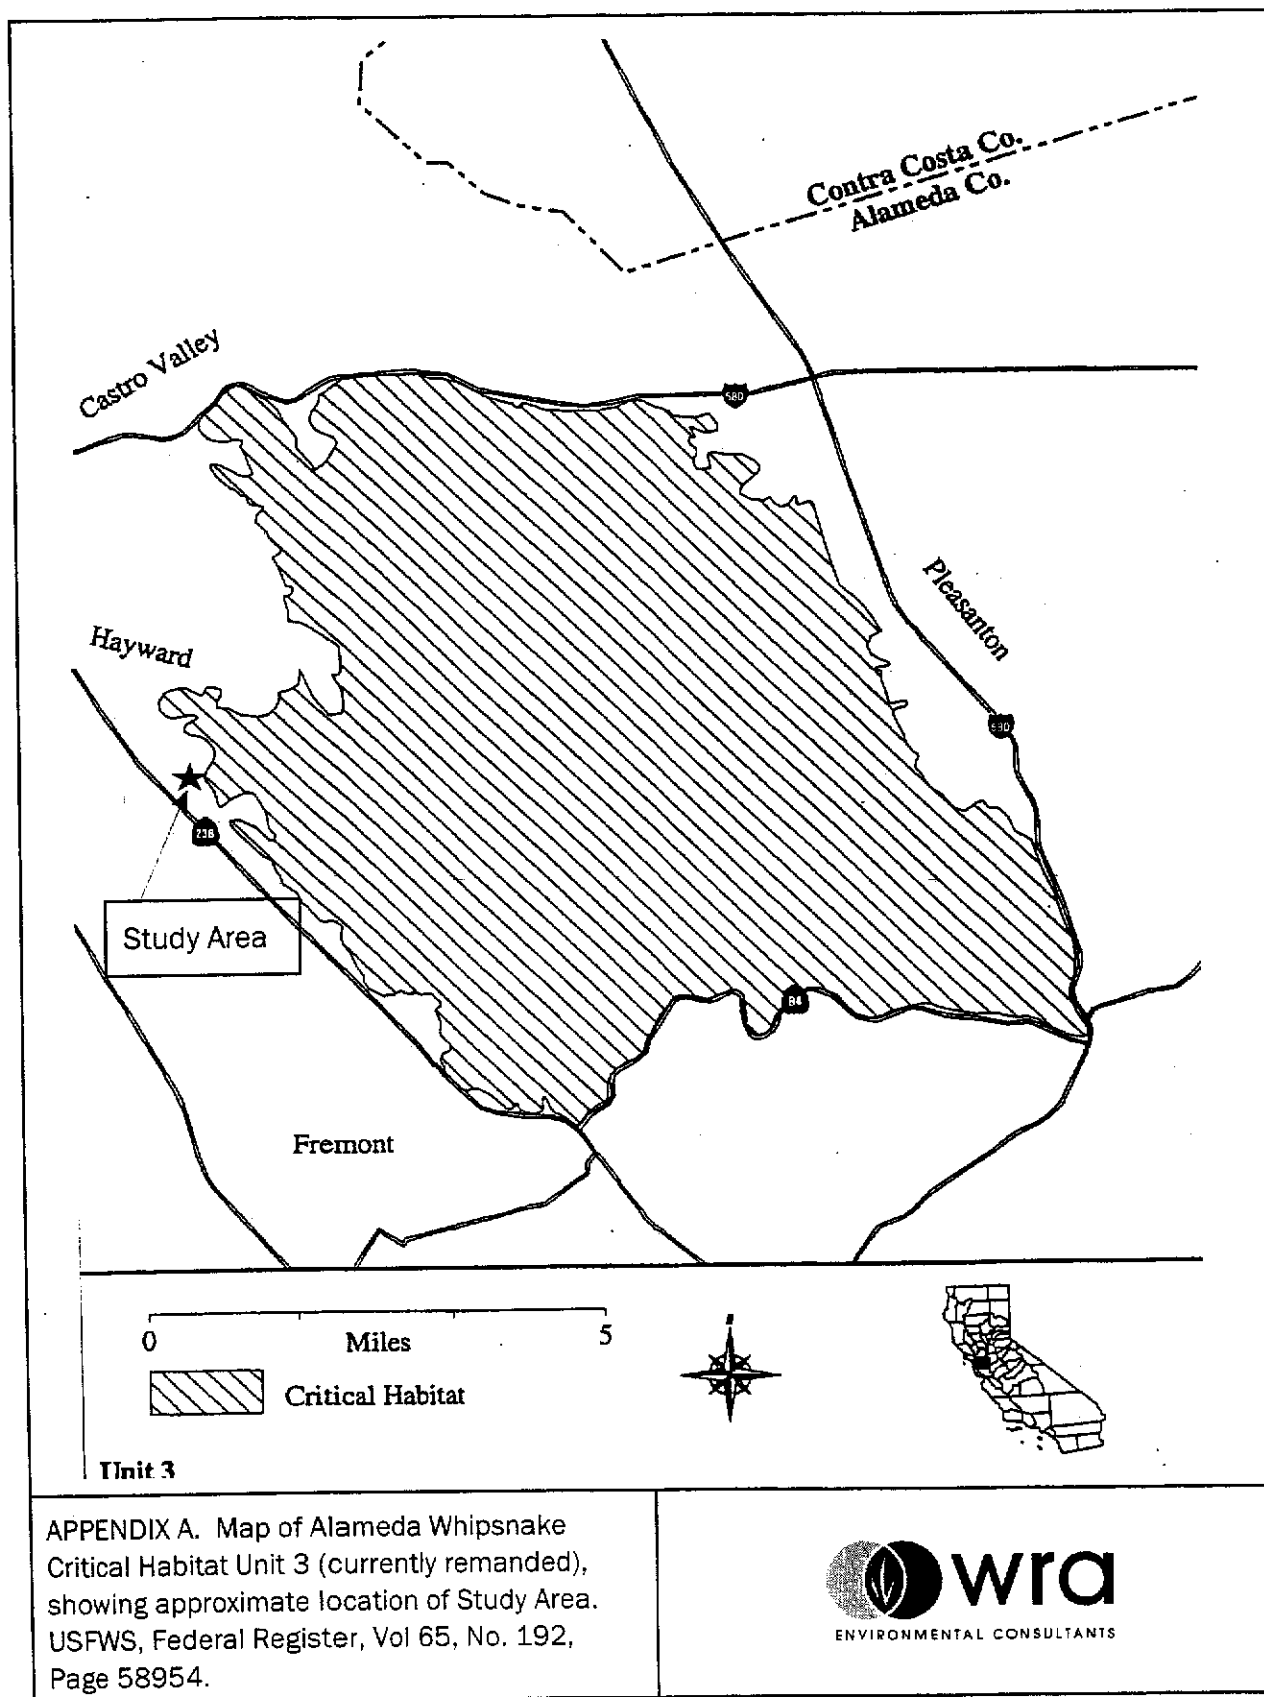 Contra Costa Co.
Alameda Co.
Castro Valley
580
Pleasanton
Hayward
238
Study Area
84
Fremont
0
Miles
5
Critical Habitat
Unit 3
APPENDIX A. Map of Alameda Whipsnake
Critical Habitat Unit 3 (currently remanded),
showing approximate location of Study Area.
USFWS, Federal Register, Vol 65, No. 192,
Page 58954.
wra
ENVIRONMENTAL CONSULTANTS